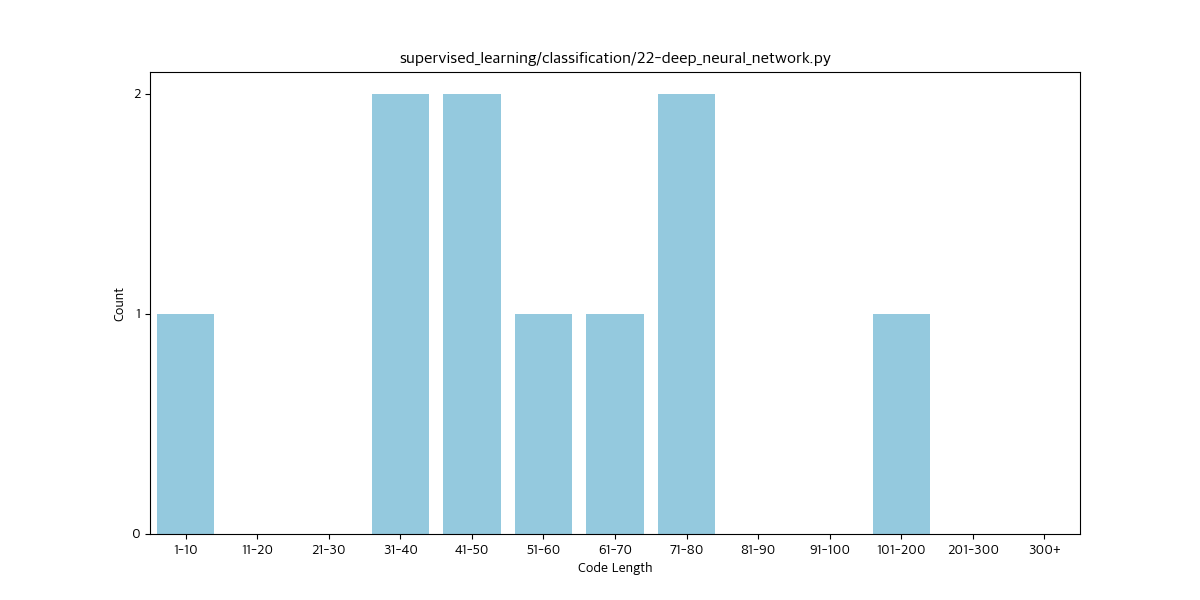 supervised_learning/classification/22-deep_neural_network.py
2
1
0
Count
1-10 11-20 21-30 31-40 41-50 51-60 61-70 71-80 81-90 91-100 101-200 201-300 300+
Code Length